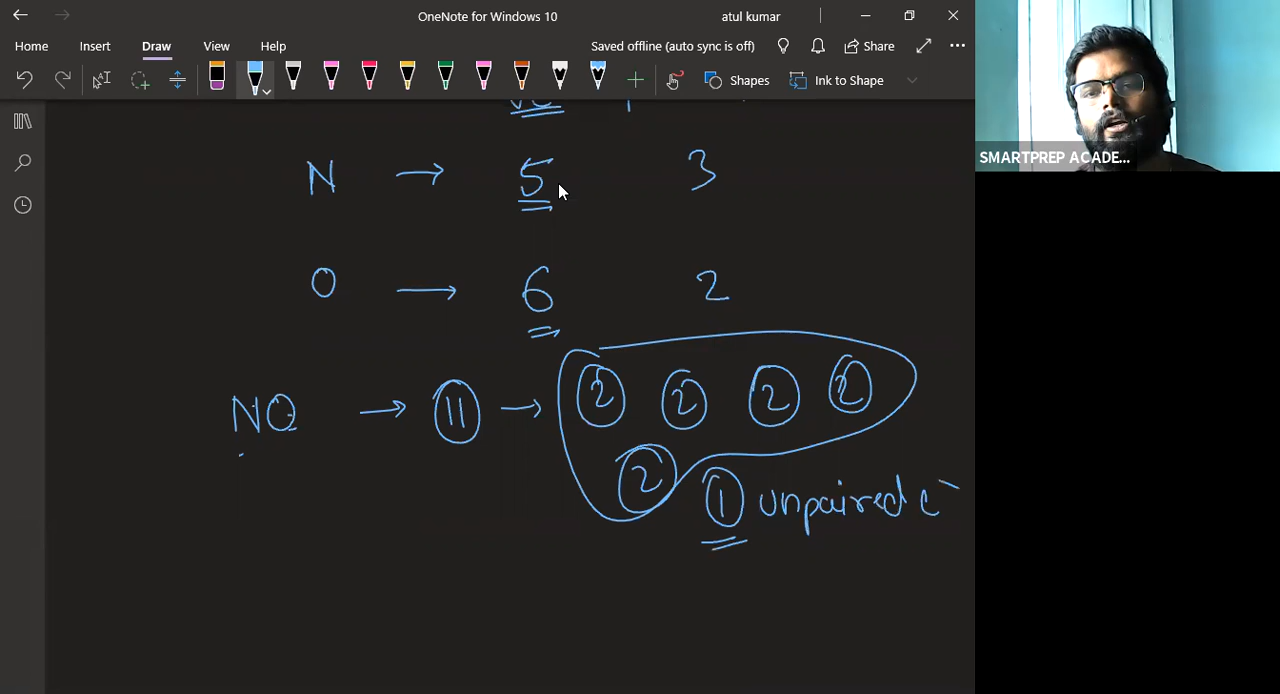 OneNote for Windows 10
atul kumar
Home Insert Draw View Help
Saved offline (auto sync is off)
Share
Shapes
Ink to Shape
SMARTPREP ACADE...
N → 5 3
O → 6 2
NO → 11 → 2 2 2 2
2 1 unpaired e⁻